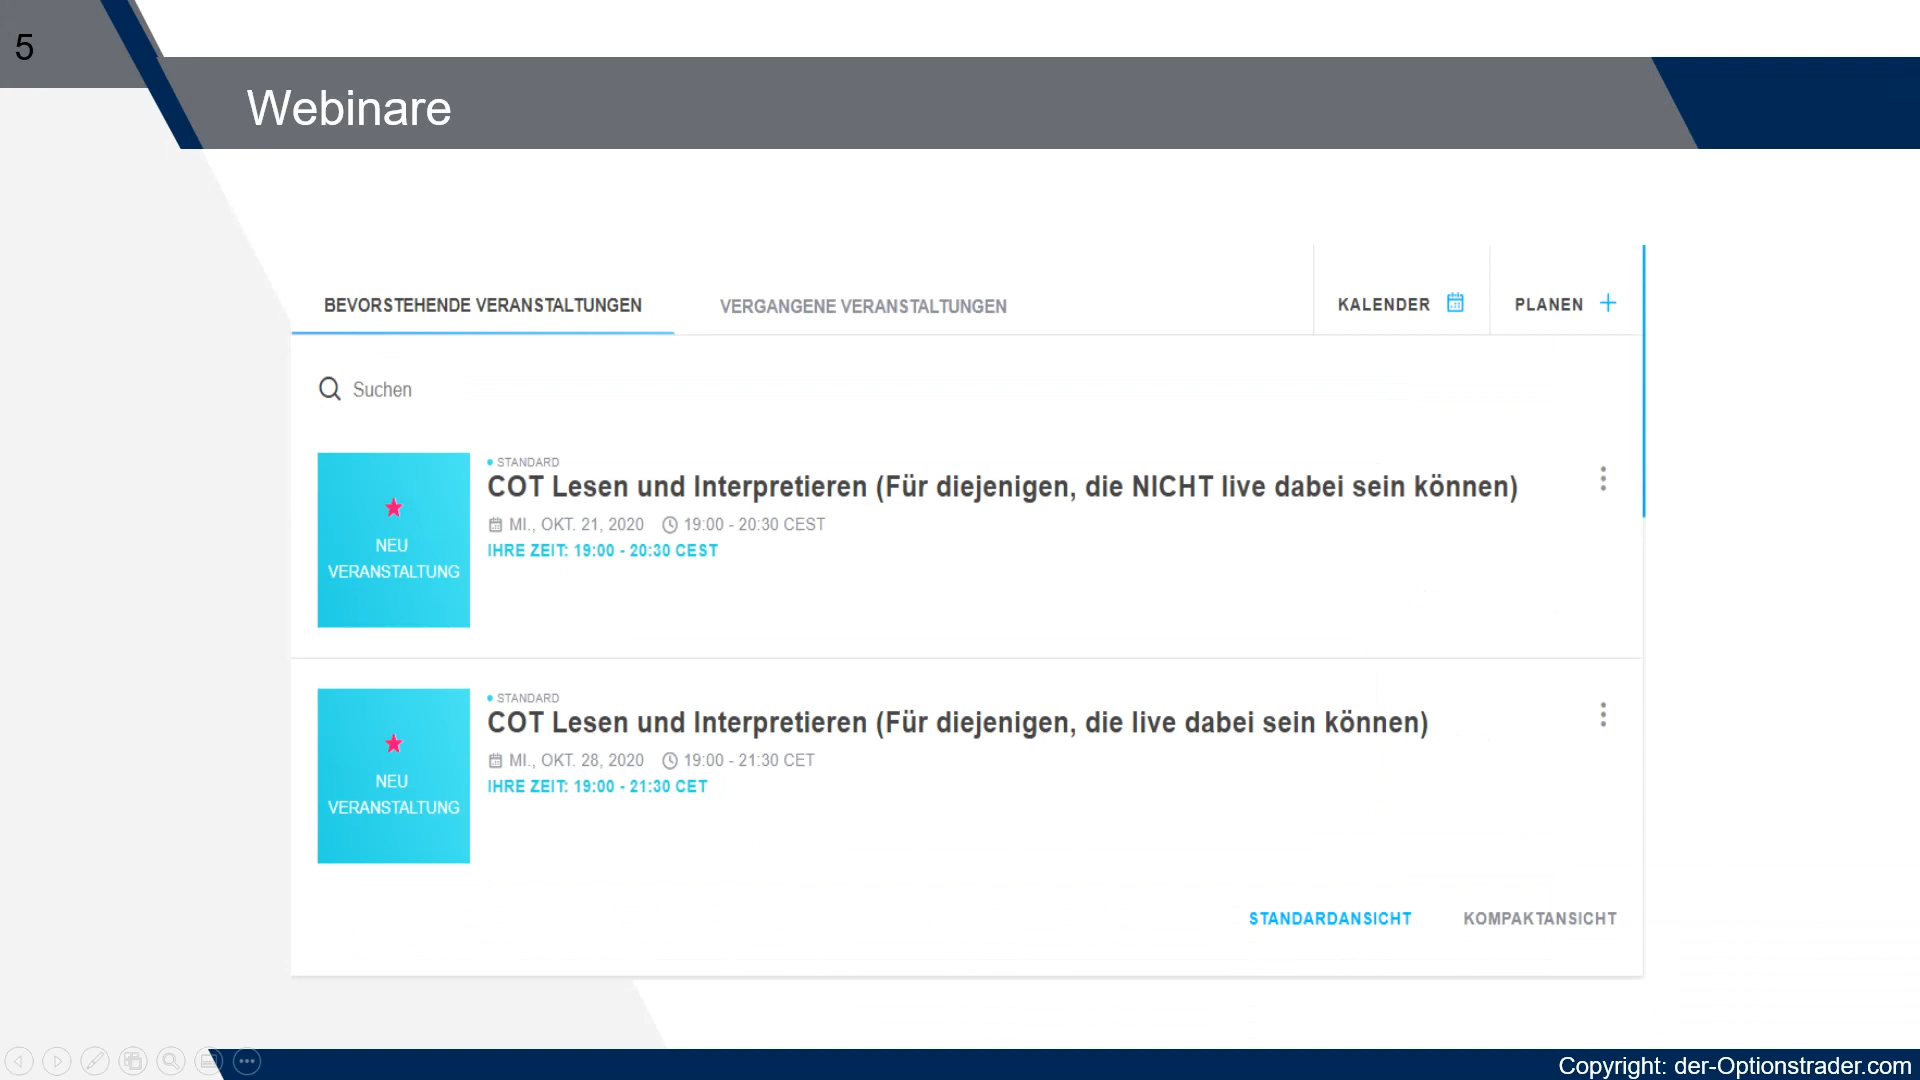 5
Webinare
BEVORSTEHENDE VERANSTALTUNGEN
VERGANGENE VERANSTALTUNGEN
KALENDER
PLANEN
Suchen
NEU
VERANSTALTUNG
STANDARD
COT Lesen und Interpretieren (Für diejenigen, die NICHT live dabei sein können)
MI., OKT. 21, 2020 19:00 - 20:30 CEST
IHRE ZEIT: 19:00 - 20:30 CEST
NEU
VERANSTALTUNG
STANDARD
COT Lesen und Interpretieren (Für diejenigen, die live dabei sein können)
MI., OKT. 28, 2020 19:00 - 21:30 CET
IHRE ZEIT: 19:00 - 21:30 CET
STANDARDANSICHT
KOMPAKTANSICHT
Copyright: der-Optionstrader.com